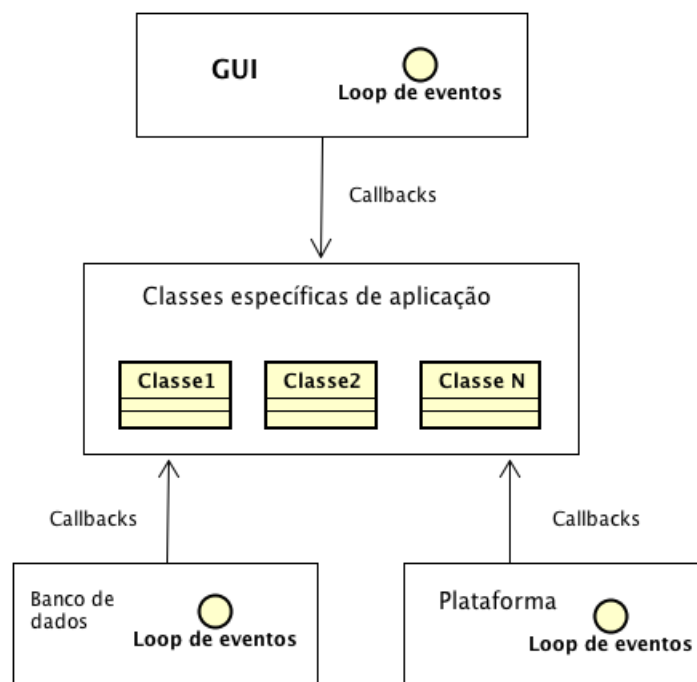 GUI
Loop de eventos
Callbacks
Classes específicas de aplicação
Classe1
Classe2
Classe N
Callbacks
Callbacks
Banco de
dados
Loop de eventos
Plataforma
Loop de eventos